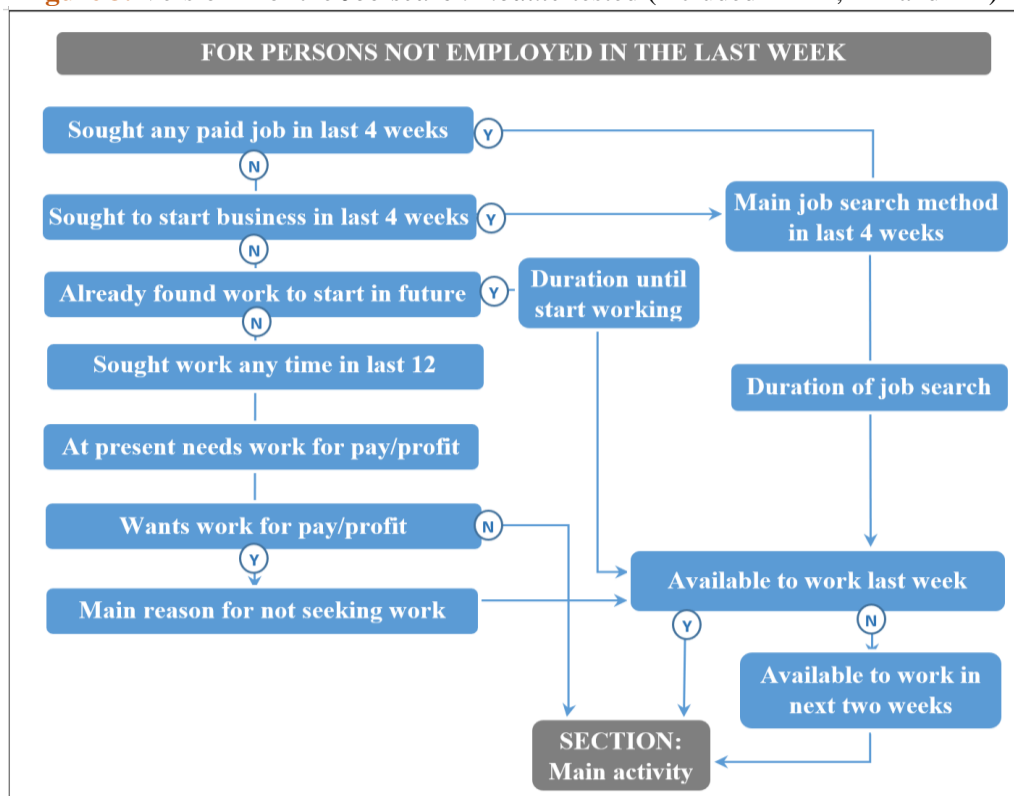 FOR PERSONS NOT EMPLOYED IN THE LAST WEEK
Sought any paid job in last 4 weeks
Y
N
Sought to start business in last 4 weeks
Y
Main job search method
in last 4 weeks
N
Already found work to start in future
Y
Duration until
start working
N
Sought work any time in last 12
Duration of job search
At present needs work for pay/profit
Wants work for pay/profit
N
Y
Available to work last week
Main reason for not seeking work
Y
N
Available to work in
next two weeks
SECTION:
Main activity